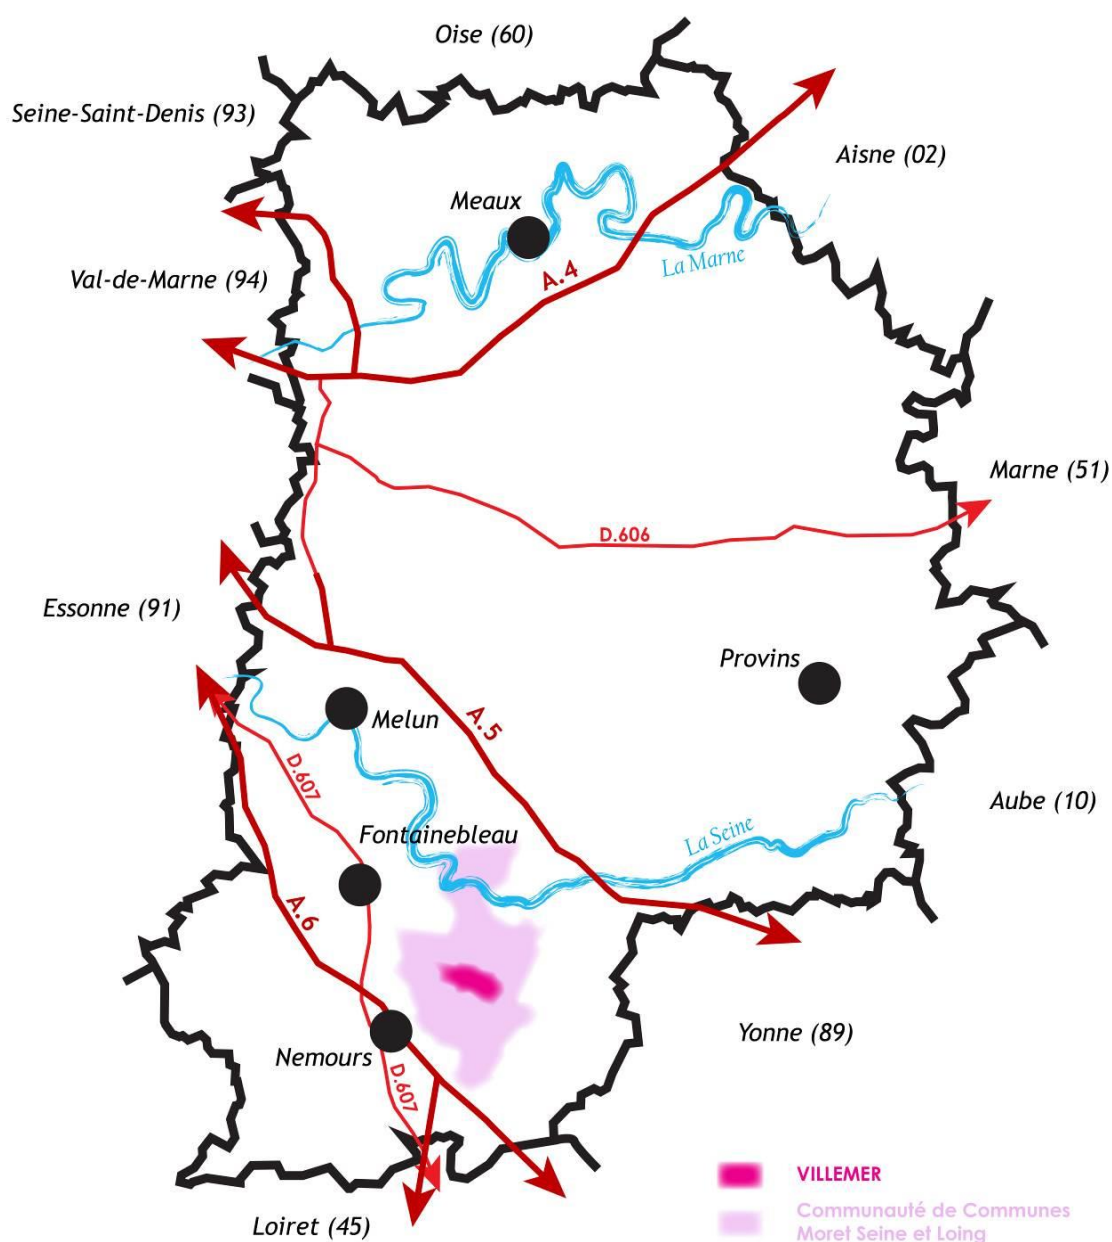 Oise (60)
Seine-Saint-Denis (93)
Aisne (02)
Meaux
La Marne
Val-de-Marne (94)
A.4
Marne (51)
D.606
Essonne (91)
Provins
Melun
A.5
D.607
Aube (10)
Fontainebleau
La Seine
A.6
Yonne (89)
Nemours
D.607
VILLEMER
Communauté de Communes
Moret Seine et Loing
Loiret (45)